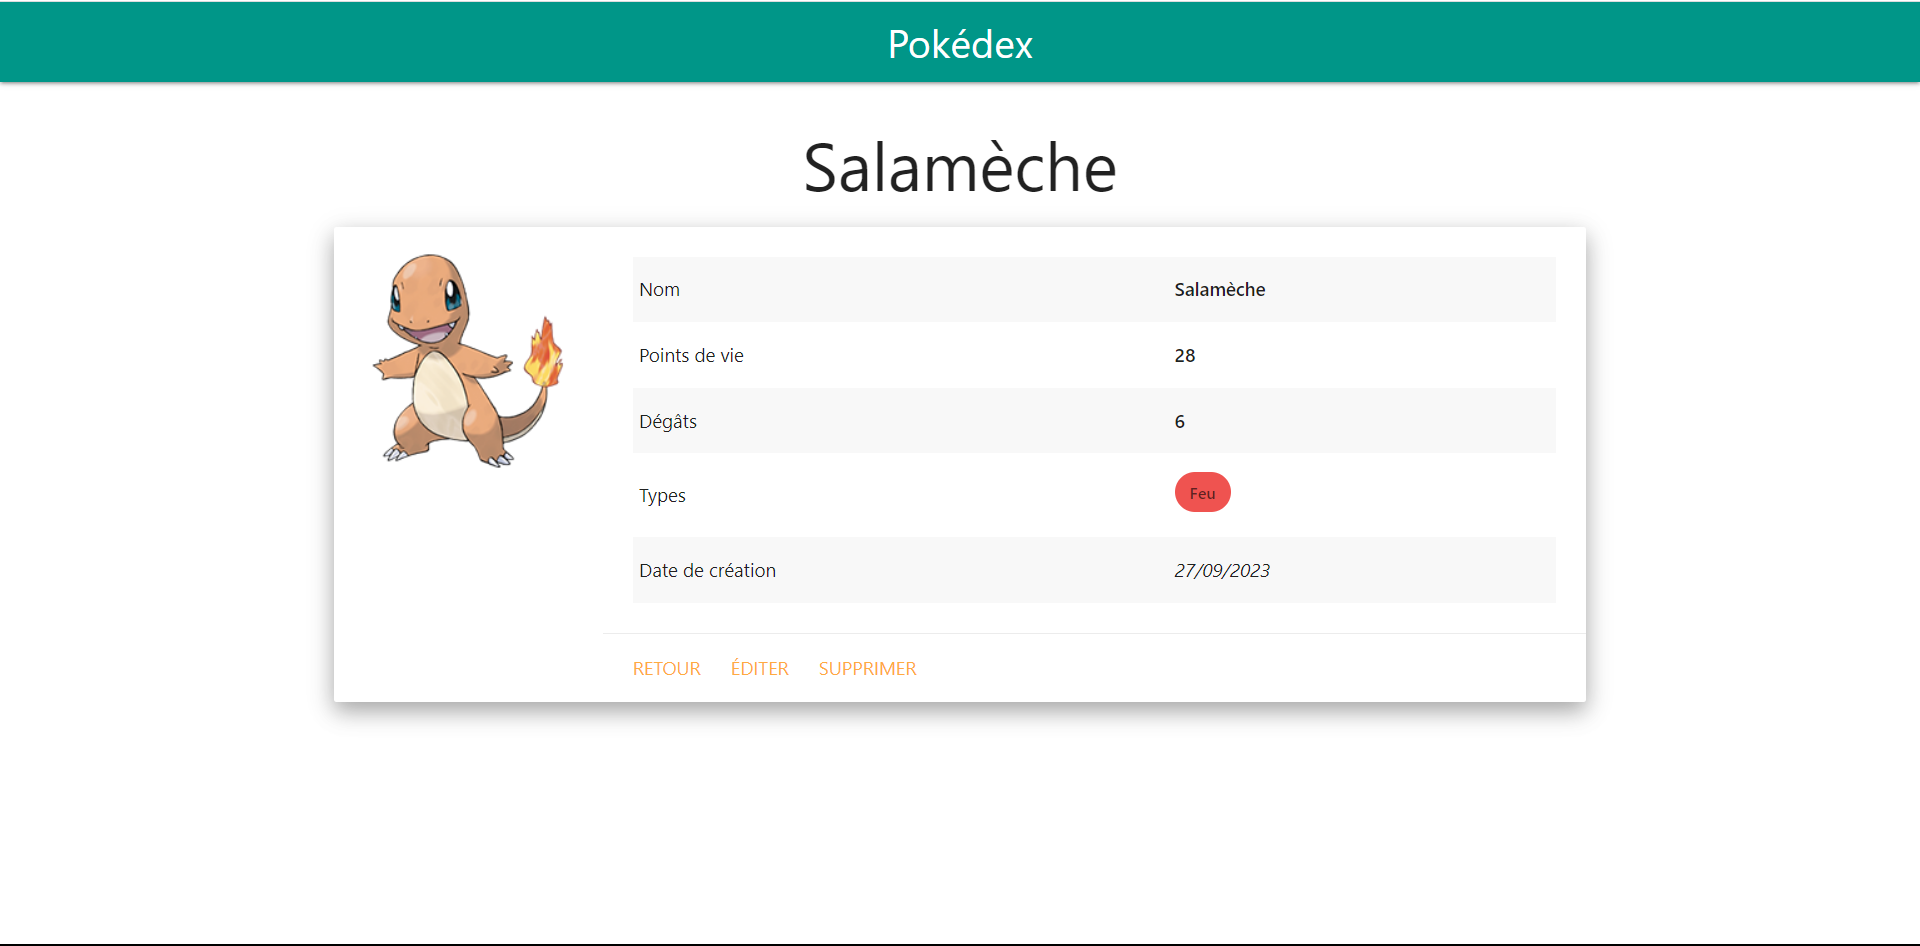 Pokédex
Salamèche
Nom Salamèche
Points de vie 28
Dégâts 6
Types Feu
Date de création 27/09/2023
RETOUR ÉDITER SUPPRIMER